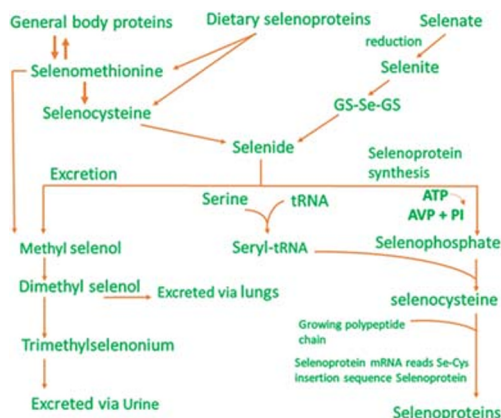 General body proteins
Dietary selenoproteins
Selenate
reduction
Selenomethionine
Selenite
Selenocysteine
GS-Se-GS
Selenide
Excretion
Selenoprotein
synthesis
Serine
tRNA
ATP
AVP + PI
Methyl selenol
Seryl-tRNA
Selenophosphate
Dimethyl selenol
Excreted via lungs
selenocysteine
Growing polypeptide
chain
Trimethylselenonium
Selenoprotein mRNA reads Se-Cys
insertion sequence Selenoprotein
Excreted via Urine
Selenoproteins